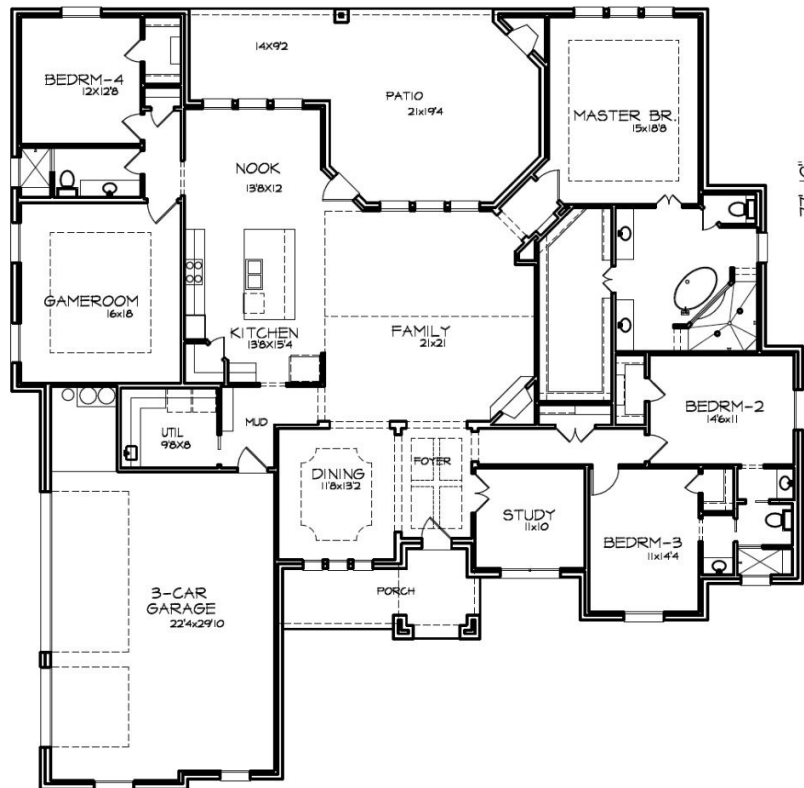 BEDRM-4
12X12'8
14X9'2
PATIO
21x19'4
MASTER BR.
15x18'8
NOOK
13'8X12
GAMEROOM
16x18
KITCHEN
13'8X15'4
FAMILY
21x21
UTIL
9'8X8
MUD
DINING
11'8x13'2
FOYER
STUDY
11x10
BEDRM-2
14'6x11
BEDRM-3
11x14'4
3-CAR
GARAGE
22'4x29'10
PORCH